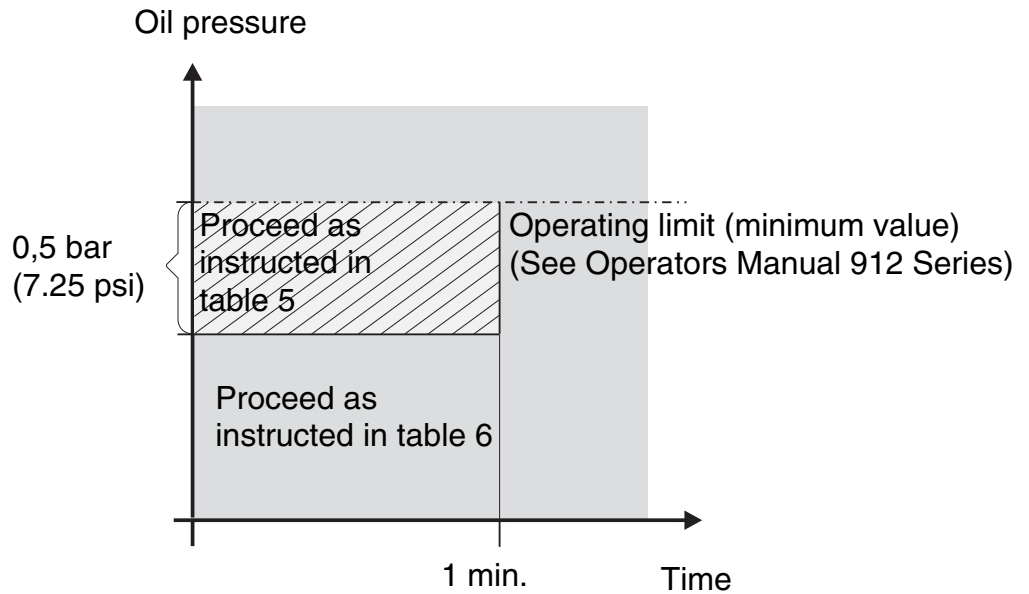 Oil pressure
0,5 bar
(7.25 psi)
Proceed as
instructed in
table 5
Operating limit (minimum value)
(See Operators Manual 912 Series)
Proceed as
instructed in table 6
1 min.
Time